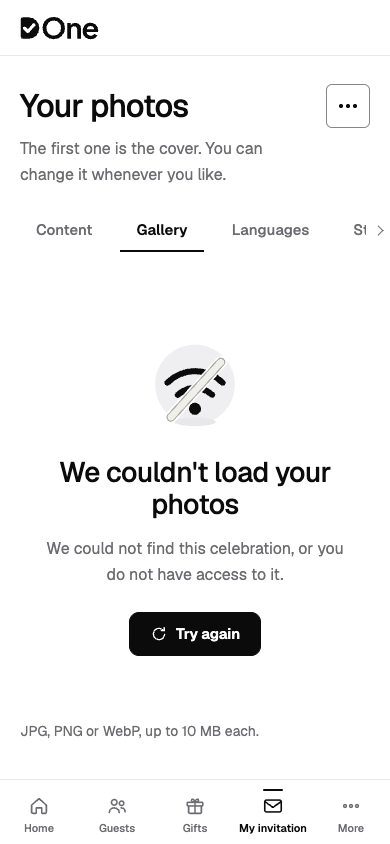 One
Your photos
The first one is the cover. You can
change it whenever you like.
Content Gallery Languages
We couldn't load your
photos
We could not find this celebration, or you
do not have access to it.
Try again
JPG, PNG or WebP, up to 10 MB each.
Home Guests Gifts My invitation More